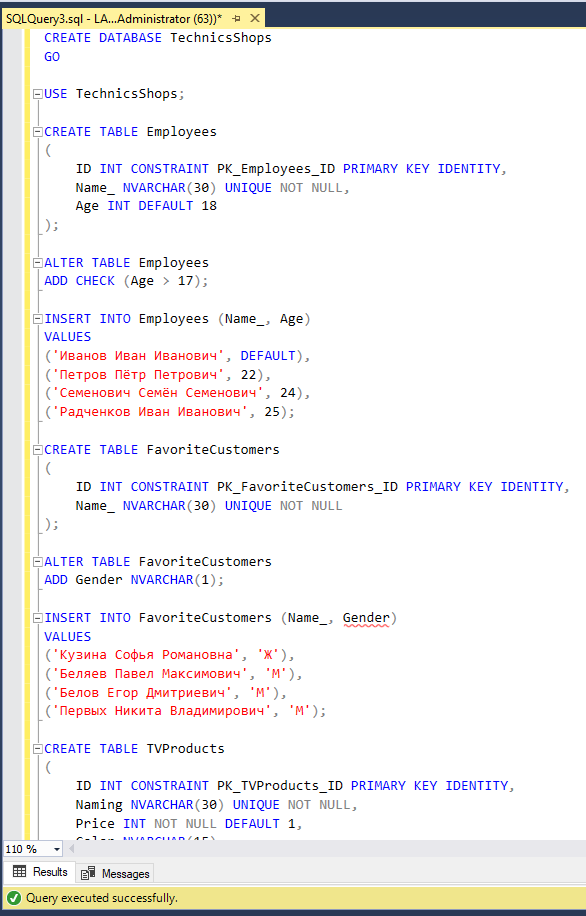 SQLQuery3.sql - LA...Administrator (63))*
CREATE DATABASE TechnicsShops
GO
USE TechnicsShops;
CREATE TABLE Employees
(
ID INT CONSTRAINT PK_Employees_ID PRIMARY KEY IDENTITY,
Name_ NVARCHAR(30) UNIQUE NOT NULL,
Age INT DEFAULT 18
);
ALTER TABLE Employees
ADD CHECK (Age > 17);
INSERT INTO Employees (Name_, Age)
VALUES
('Иванов Иван Иванович', DEFAULT),
('Петров Пётр Петрович', 22),
('Семенович Семён Семенович', 24),
('Радченков Иван Иванович', 25);
CREATE TABLE FavoriteCustomers
(
ID INT CONSTRAINT PK_FavoriteCustomers_ID PRIMARY KEY IDENTITY,
Name_ NVARCHAR(30) UNIQUE NOT NULL
);
ALTER TABLE FavoriteCustomers
ADD Gender NVARCHAR(1);
INSERT INTO FavoriteCustomers (Name_, Gender)
VALUES
('Кузина Софья Романовна', 'Ж'),
('Беляев Павел Максимович', 'М'),
('Белов Егор Дмитриевич', 'М'),
('Первых Никита Владимирович', 'М');
CREATE TABLE TVProducts
(
ID INT CONSTRAINT PK_TVProducts_ID PRIMARY KEY IDENTITY,
Naming NVARCHAR(30) UNIQUE NOT NULL,
Price INT NOT NULL DEFAULT 1,
110 %
Results Messages
Query executed successfully.